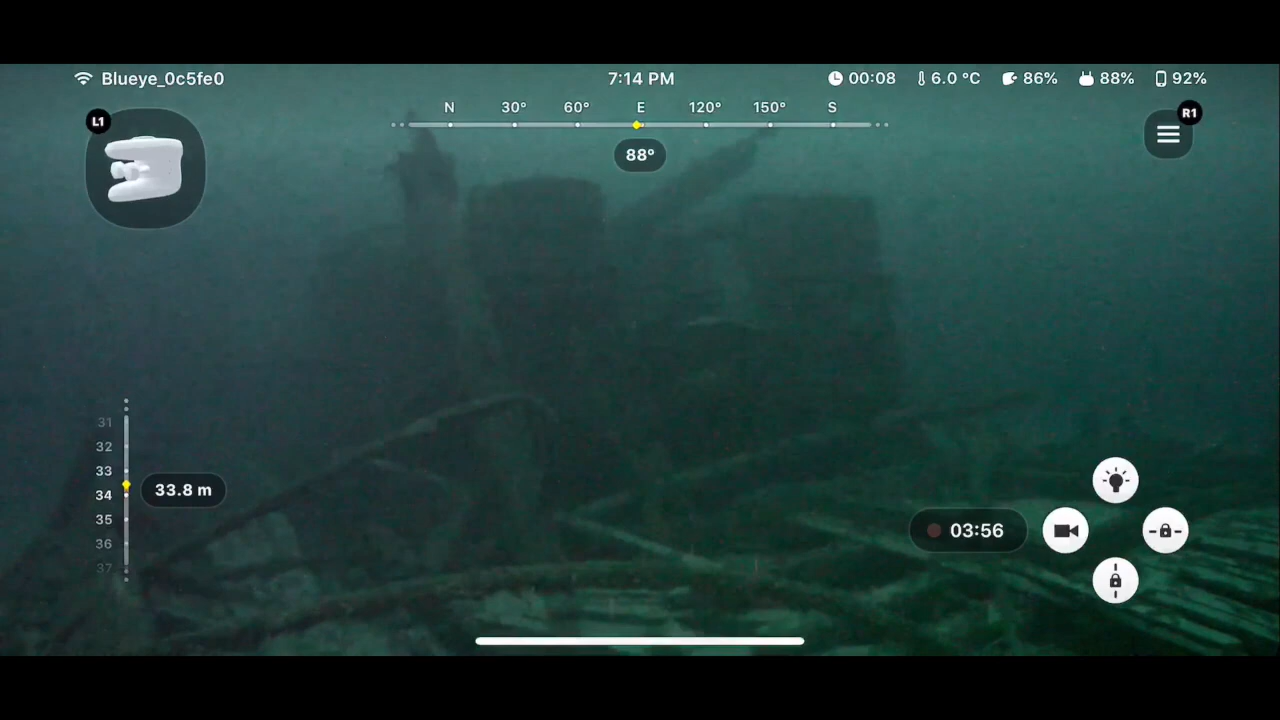 Blueye_0c5fe0
7:14 PM
00:08
6.0 °C
86%
88%
92%
L1
R1
N 30° 60° E 120° 150° S
88°
31
32
33
34
35
36
37
33.8 m
03:56